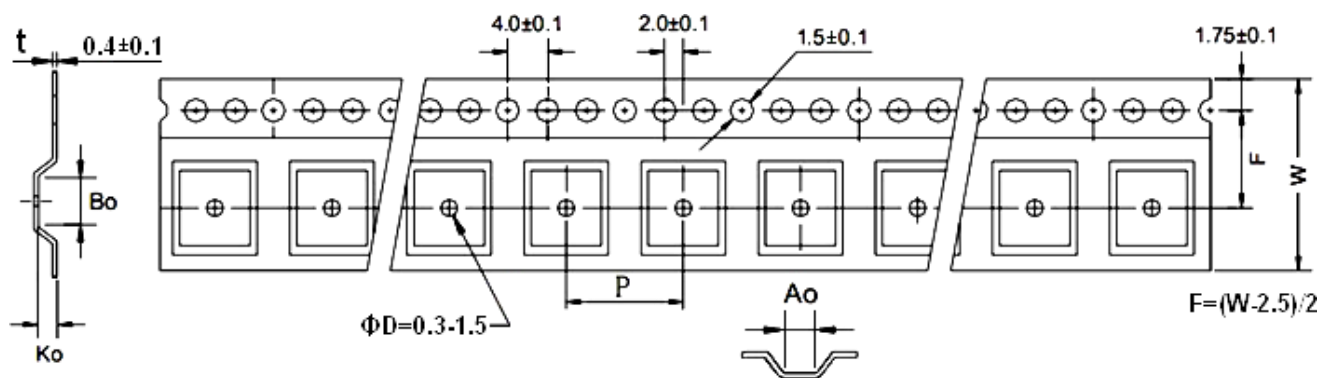 t 0.4±0.1
4.0±0.1
2.0±0.1
1.5±0.1
1.75±0.1
Bo
F
W
P
Ao
ΦD=0.3-1.5
F=(W-2.5)/2
Ko